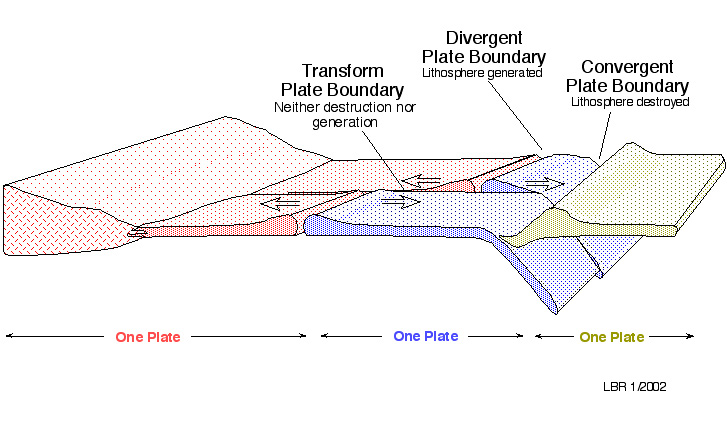 Divergent
Plate Boundary
Lithosphere generated
Transform
Plate Boundary
Neither destruction nor
generation
Convergent
Plate Boundary
Lithosphere destroyed
One Plate
One Plate
One Plate
LBR 1/2002